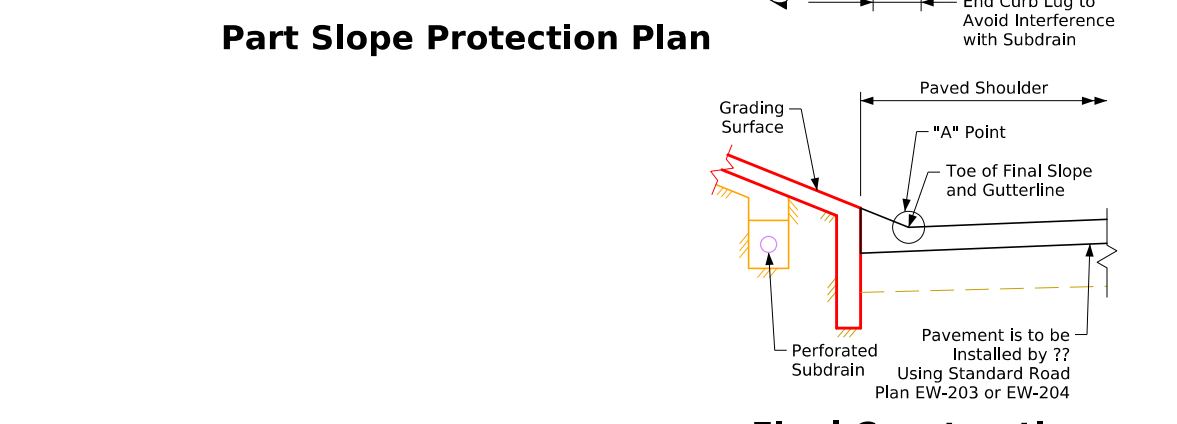 End Curb Lug to
Avoid Interference
with Subdrain
Part Slope Protection Plan
Paved Shoulder
Grading
Surface
"A" Point
Toe of Final Slope
and Gutterline
Perforated
Subdrain
Pavement is to be
Installed by ??
Using Standard Road
Plan EW-203 or EW-204